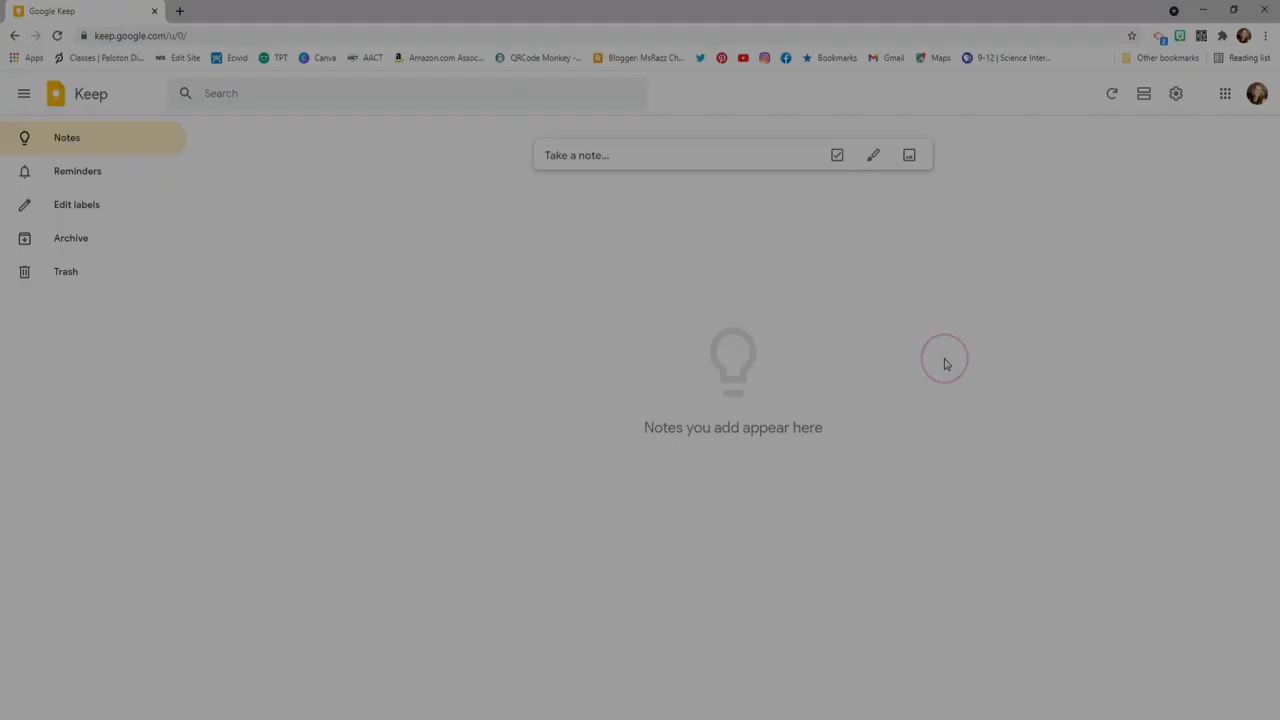 Google Keep
keep.google.com/u/0/
Apps Classes | Peloton Di... Edit Site Ecwid TPT Canva AACT Amazon.com Assoc... QRCode Monkey -... Blogger: MsRazz Ch... Bookmarks Gmail Maps 9-12 | Science Inter... Other bookmarks Reading list
Keep Search
Notes
Take a note...
Reminders
Edit labels
Archive
Trash
Notes you add appear here